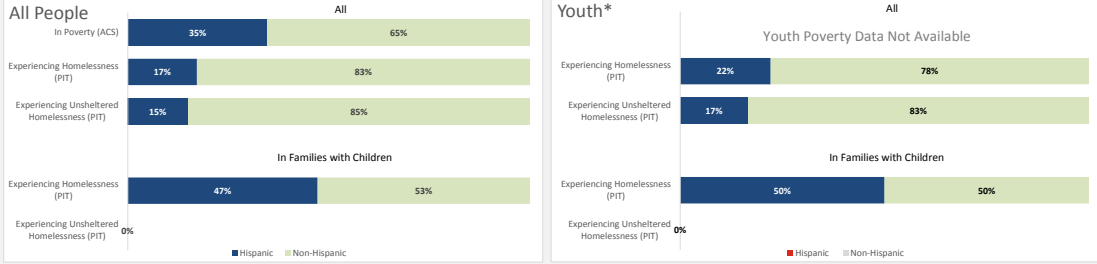 All People
All
In Poverty (ACS)
35%
65%
Experiencing Homelessness
(PIT)
17%
83%
Experiencing Unsheltered
Homelessness (PIT)
15%
85%
In Families with Children
Experiencing Homelessness
(PIT)
47%
53%
Experiencing Unsheltered
Homelessness (PIT)
0%
Hispanic
Non-Hispanic
Youth*
All
Youth Poverty Data Not Available
Experiencing Homelessness
(PIT)
22%
78%
Experiencing Unsheltered
Homelessness (PIT)
17%
83%
In Families with Children
Experiencing Homelessness
(PIT)
50%
50%
Experiencing Unsheltered
Homelessness (PIT)
0%
Hispanic
Non-Hispanic